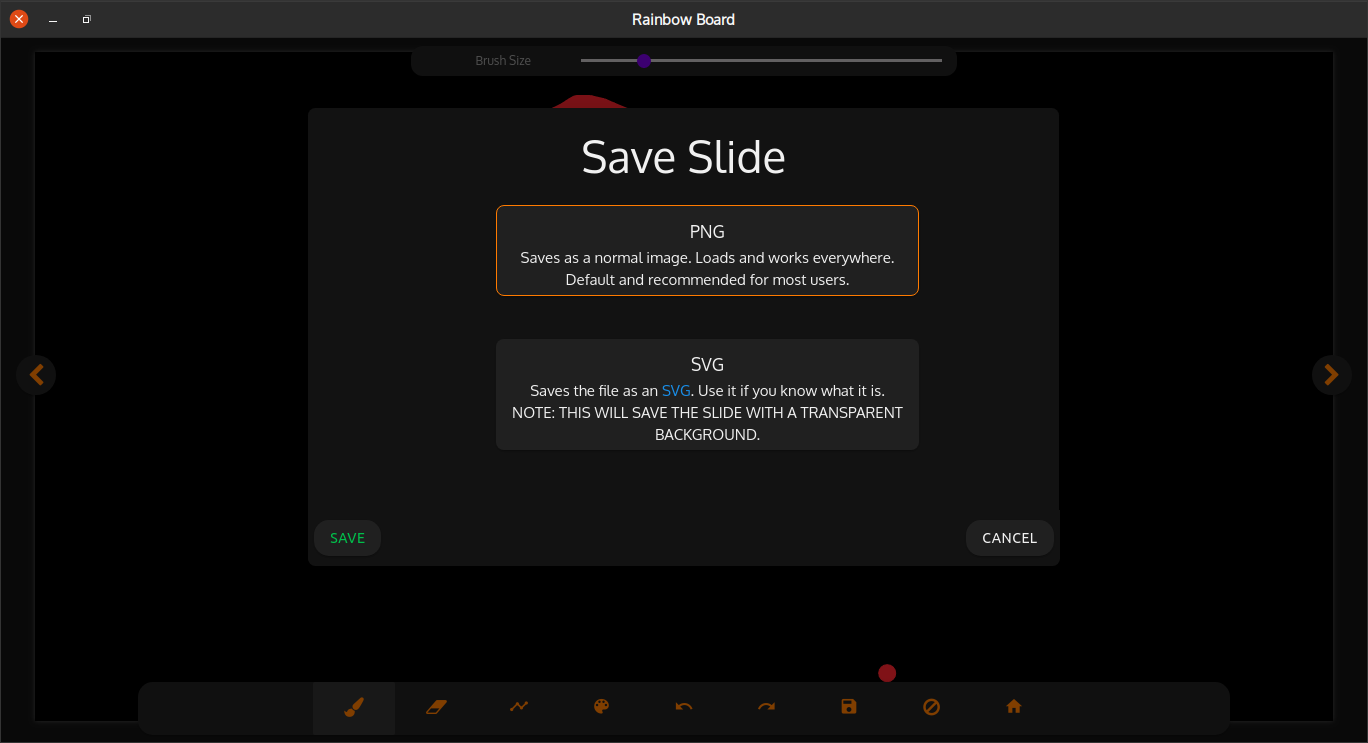 Rainbow Board
Brush Size
Save Slide
PNG
Saves as a normal image. Loads and works everywhere.
Default and recommended for most users.
SVG
Saves the file as an SVG. Use it if you know what it is.
NOTE: THIS WILL SAVE THE SLIDE WITH A TRANSPARENT
BACKGROUND.
SAVE
CANCEL